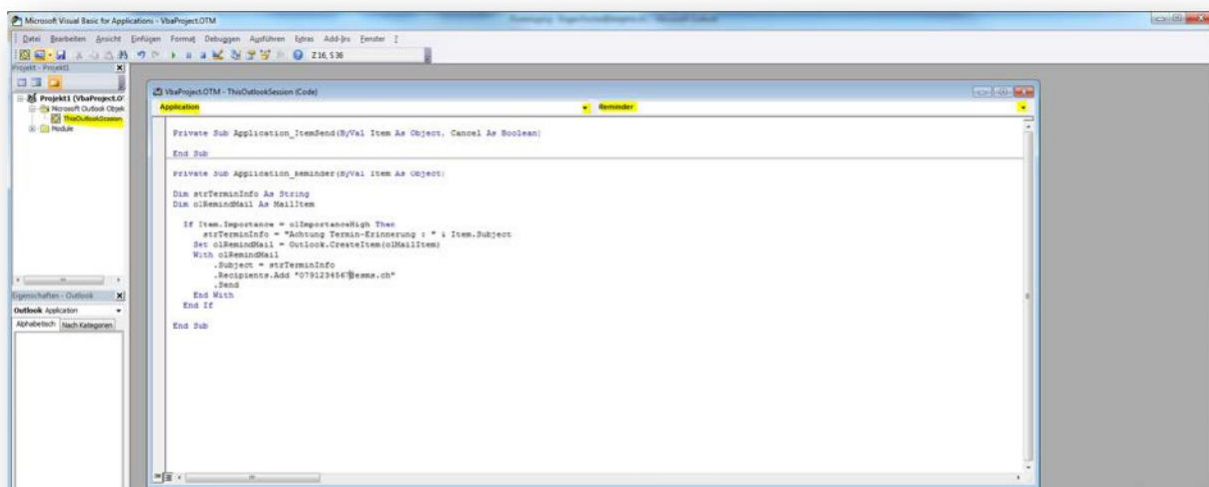 Microsoft Visual Basic for Applications - VbaProject.OTM
Datei Bearbeiten Ansicht Einfügen Format Debuggen Ausführen Extras Add-Ins Fenster ?
Z 16, S 36
Projekt - Projekt1
Projekt1 (VbaProject.O
Microsoft Outlook Objek
ThisOutlookSession
Module
VbaProject.OTM - ThisOutlookSession (Code)
Application
Reminder
Private Sub Application_ItemSend(ByVal Item As Object, Cancel As Boolean)
End Sub
Private Sub Application_Reminder(ByVal Item As Object)
Dim strTerminInfo As String
Dim olRemindMail As MailItem
If Item.Importance = olImportanceHigh Then
strTerminInfo = "Achtung Termin-Erinnerung : " & Item.Subject
Set olRemindMail = Outlook.CreateItem(olMailItem)
With olRemindMail
.Subject = strTerminInfo
.Recipients.Add "0791234567@esms.ch"
.Send
End With
End If
End Sub
Eigenschaften - Outlook
Outlook Application
Alphabetisch Nach Kategorien